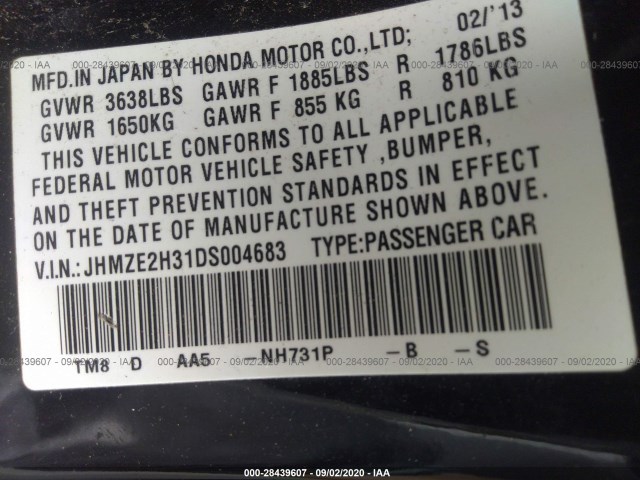 02/'13
MFD.IN JAPAN BY HONDA MOTOR CO.,LTD;
GVWR 3638LBS GAWR F 1885LBS R 1786LBS
GVWR 1650KG GAWR F 855 KG R 810 KG
THIS VEHICLE CONFORMS TO ALL APPLICABLE
FEDERAL MOTOR VEHICLE SAFETY ,BUMPER,
AND THEFT PREVENTION STANDARDS IN EFFECT
ON THE DATE OF MANUFACTURE SHOWN ABOVE.
V.I.N.:JHMZE2H31DS004683 TYPE:PASSENGER CAR
TM8 D AA5 -NH731P -B -S
000-28439607 - 09/02/2020 - IAA